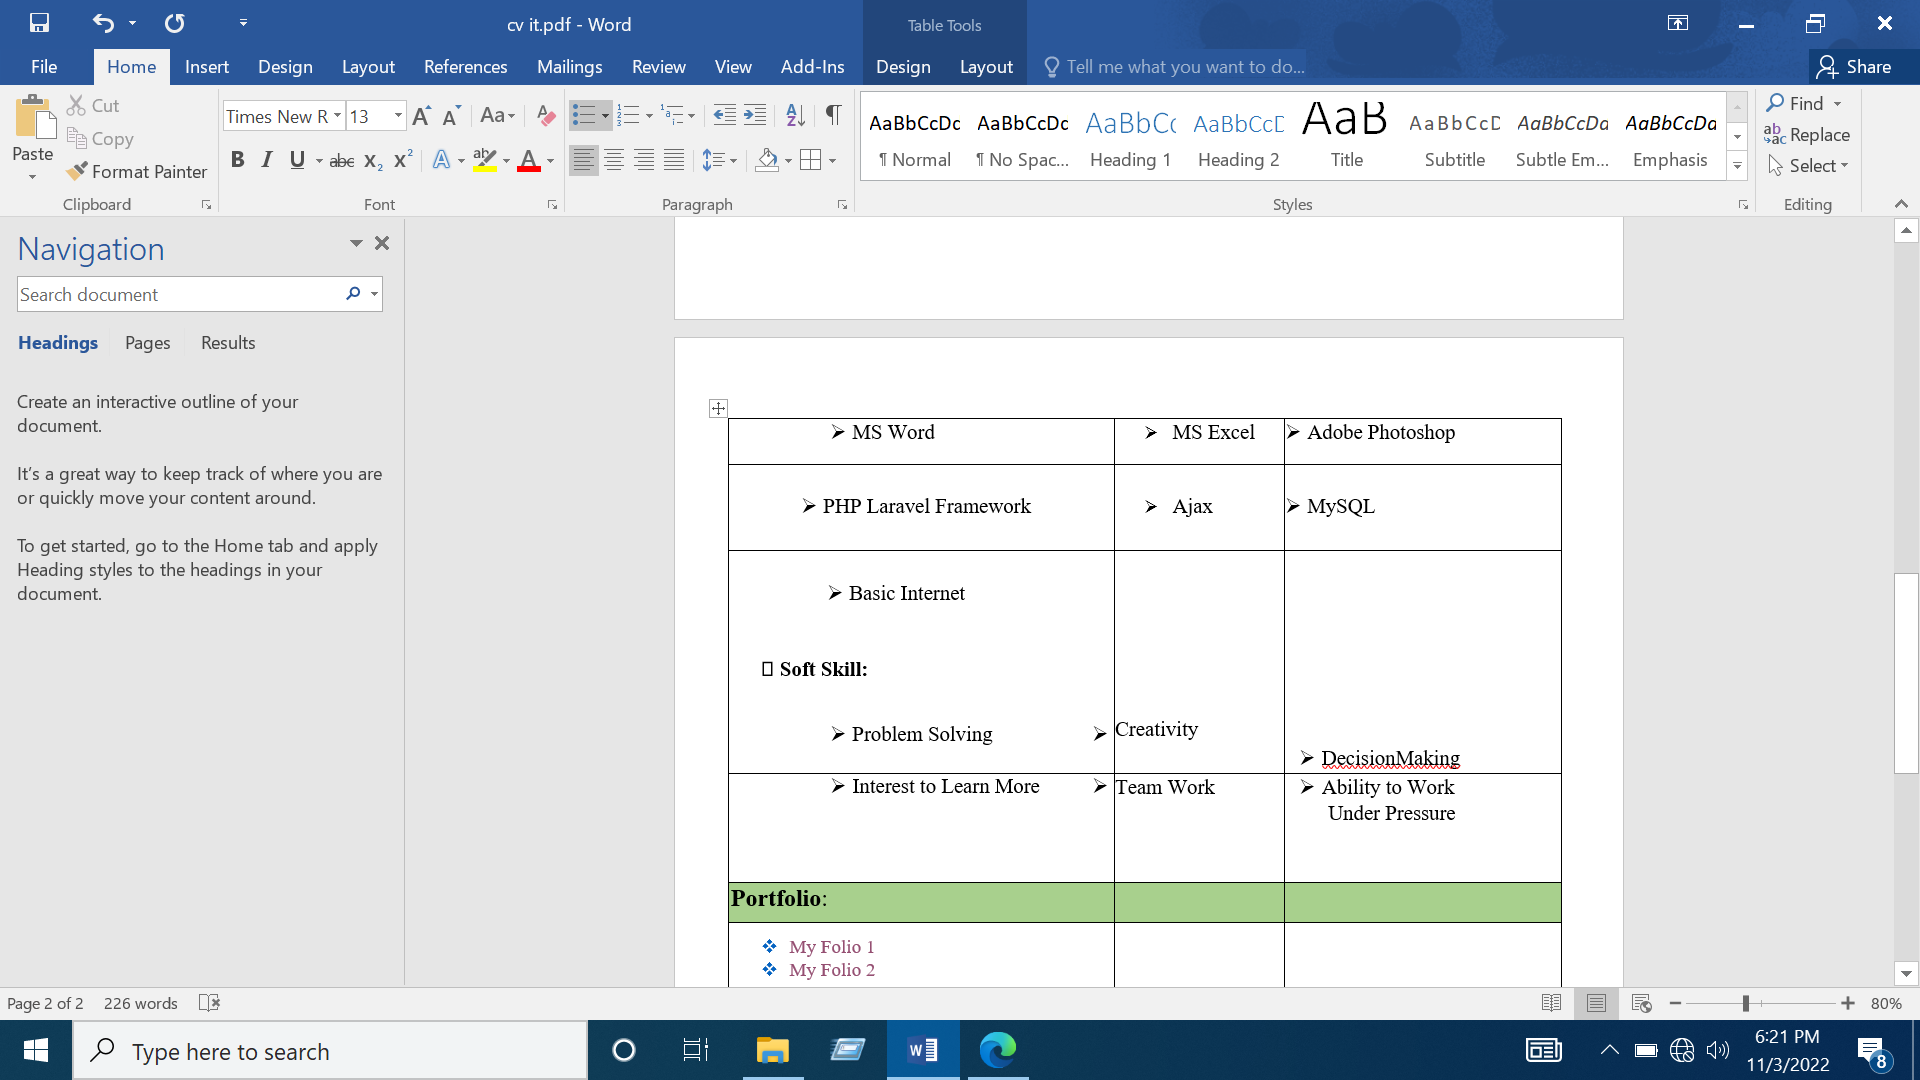 cv it.pdf - Word
Table Tools
File Home Insert Design Layout References Mailings Review View Add-Ins Design Layout Tell me what you want to do... Share
Paste
Cut
Copy
Format Painter
Clipboard
Times New R 13
Font
Paragraph
AaBbCcDc AaBbCcDc AaBbCc AaBbCcD AaB AaBbCcD AaBbCcDa AaBbCcDa
¶ Normal ¶ No Spac... Heading 1 Heading 2 Title Subtitle Subtle Em... Emphasis
Styles
Find
Replace
Select
Editing
Navigation
Search document
Headings Pages Results
Create an interactive outline of your
document.
It's a great way to keep track of where you are
or quickly move your content around.
To get started, go to the Home tab and apply
Heading styles to the headings in your
document.
➢ MS Word ➢ MS Excel ➢ Adobe Photoshop
➢ PHP Laravel Framework ➢ Ajax ➢ MySQL
➢ Basic Internet
Soft Skill:
➢ Problem Solving ➢ Creativity
➢ DecisionMaking
➢ Interest to Learn More ➢ Team Work ➢ Ability to Work
Under Pressure
Portfolio:
❖ My Folio 1
❖ My Folio 2
Page 2 of 2 226 words 80%
Type here to search
6:21 PM
11/3/2022
8